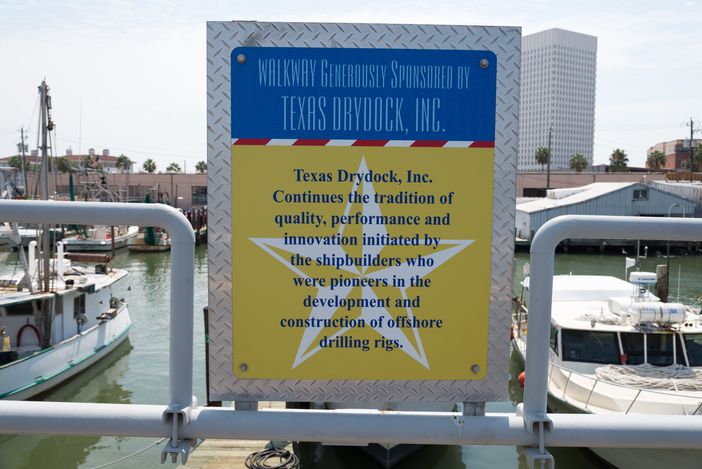 WALKWAY GENEROUSLY SPONSORED BY
TEXAS DRYDOCK, INC.
Texas Drydock, Inc.
Continues the tradition of
quality, performance and
innovation initiated by
the shipbuilders who
were pioneers in the
development and
construction of offshore
drilling rigs.